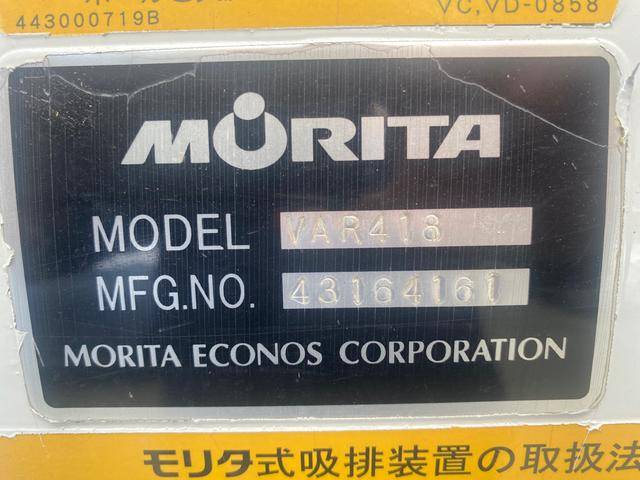 443000719B
VC,VD-0858
MORITA
MODEL VAR418
MFG.NO. 43164161
MORITA ECONOS CORPORATION
モリタ式吸排装置の取扱法